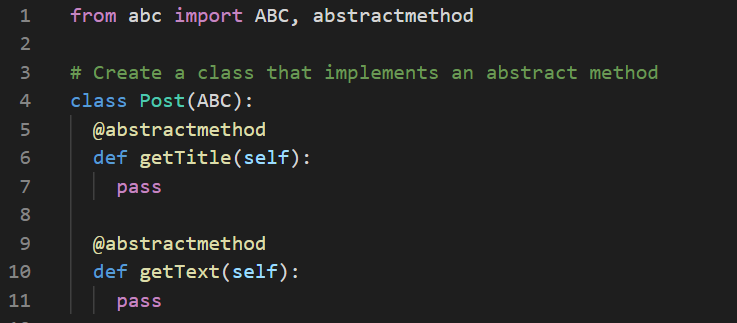 1 from abc import ABC, abstractmethod
2
3 # Create a class that implements an abstract method
4 class Post(ABC):
5   @abstractmethod
6   def getTitle(self):
7     pass
8
9   @abstractmethod
10   def getText(self):
11     pass